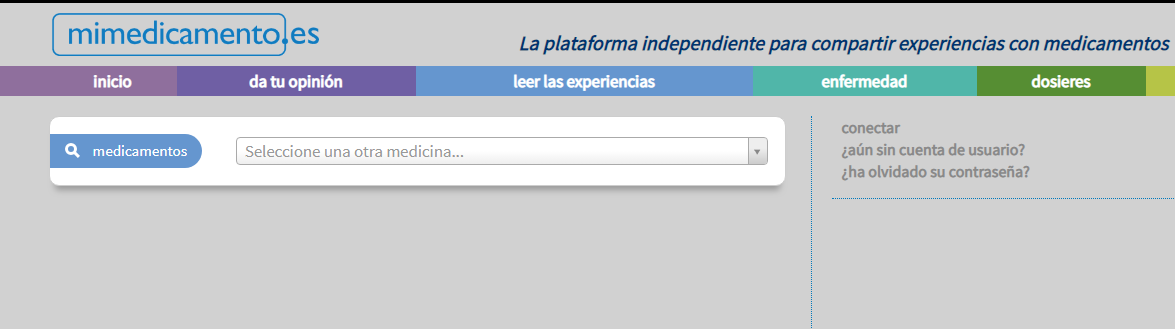 mimedicamento.es
La plataforma independiente para compartir experiencias con medicamentos
inicio da tu opinión leer las experiencias enfermedad dosieres
medicamentos Seleccione una otra medicina...
conectar
¿aún sin cuenta de usuario?
¿ha olvidado su contraseña?